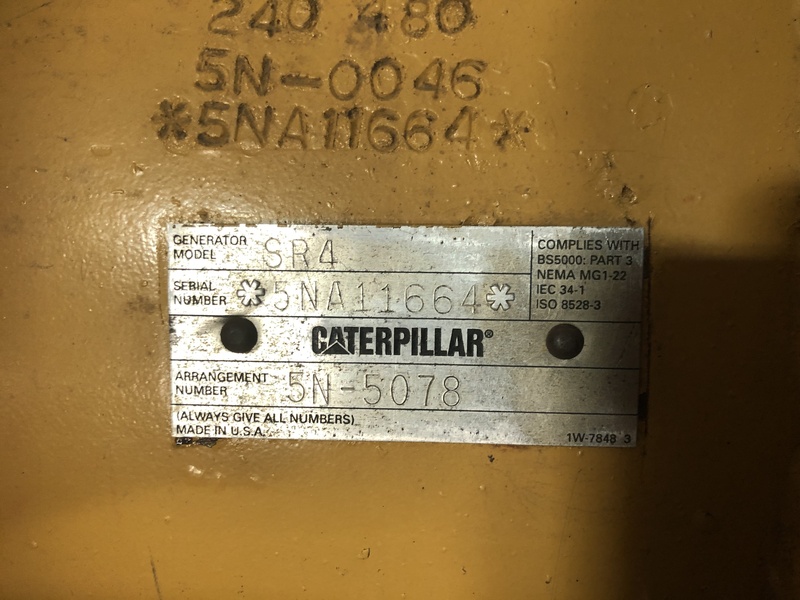 240 480
5N-0046
*5NA11664*
GENERATOR MODEL SR4
SERIAL NUMBER *5NA11664*
COMPLIES WITH
BS5000: PART 3
NEMA MG1-22
IEC 34-1
ISO 8528-3
CATERPILLAR®
ARRANGEMENT NUMBER 5N-5078
(ALWAYS GIVE ALL NUMBERS)
MADE IN U.S.A.
1W-7848 3